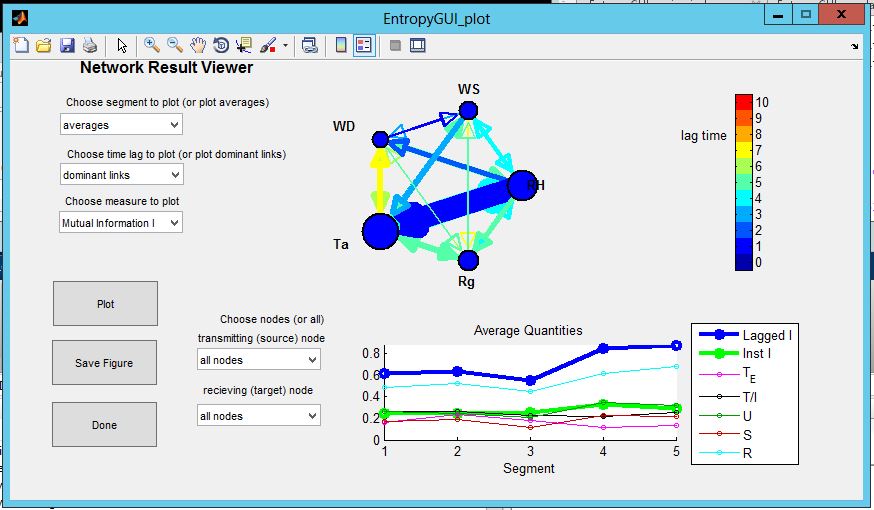 EntropyGUI_plot
Network Result Viewer
Choose segment to plot (or plot averages)
averages
Choose time lag to plot (or plot dominant links)
dominant links
Choose measure to plot
Mutual Information I
Plot
Save Figure
Done
Choose nodes (or all)
transmitting (source) node
all nodes
recieving (target) node
all nodes
WS
WD
RH
Ta
Rg
lag time
10
9
8
7
6
5
4
3
2
1
0
Average Quantities
0.8
0.6
0.4
0.2
0
1 2 3 4 5
Segment
Lagged I
Inst I
T_E
T/I
U
S
R